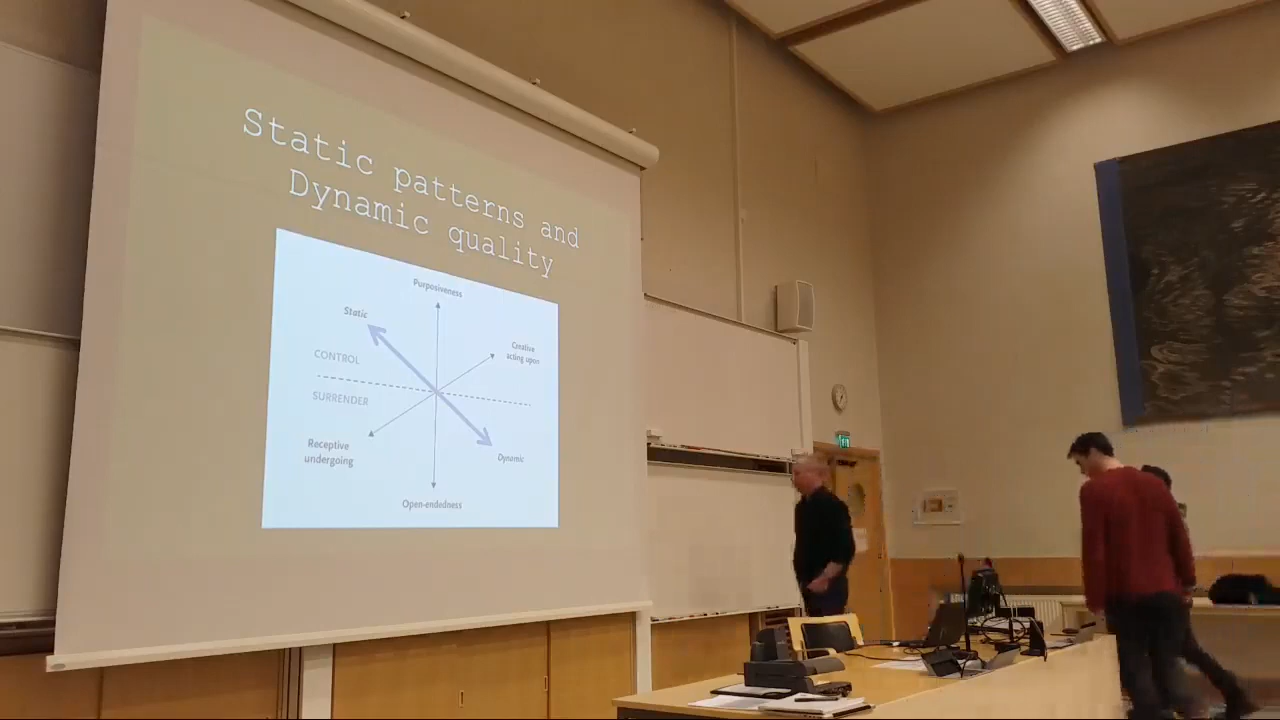 Static patterns and
Dynamic quality
Purposiveness
Static
Creative
acting upon
CONTROL
SURRENDER
Receptive
undergoing
Dynamic
Open-endedness